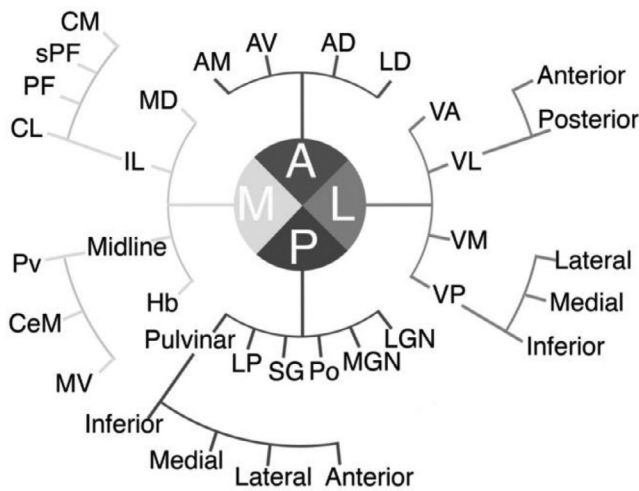 CM
sPF
PF
CL
IL
MD
AM
AV
AD
LD
VA
VL
Anterior
Posterior
A
M
L
P
VM
VP
Lateral
Medial
Inferior
Midline
Hb
Pv
CeM
MV
Pulvinar
LP
SG
Po
MGN
LGN
Inferior
Medial
Lateral
Anterior